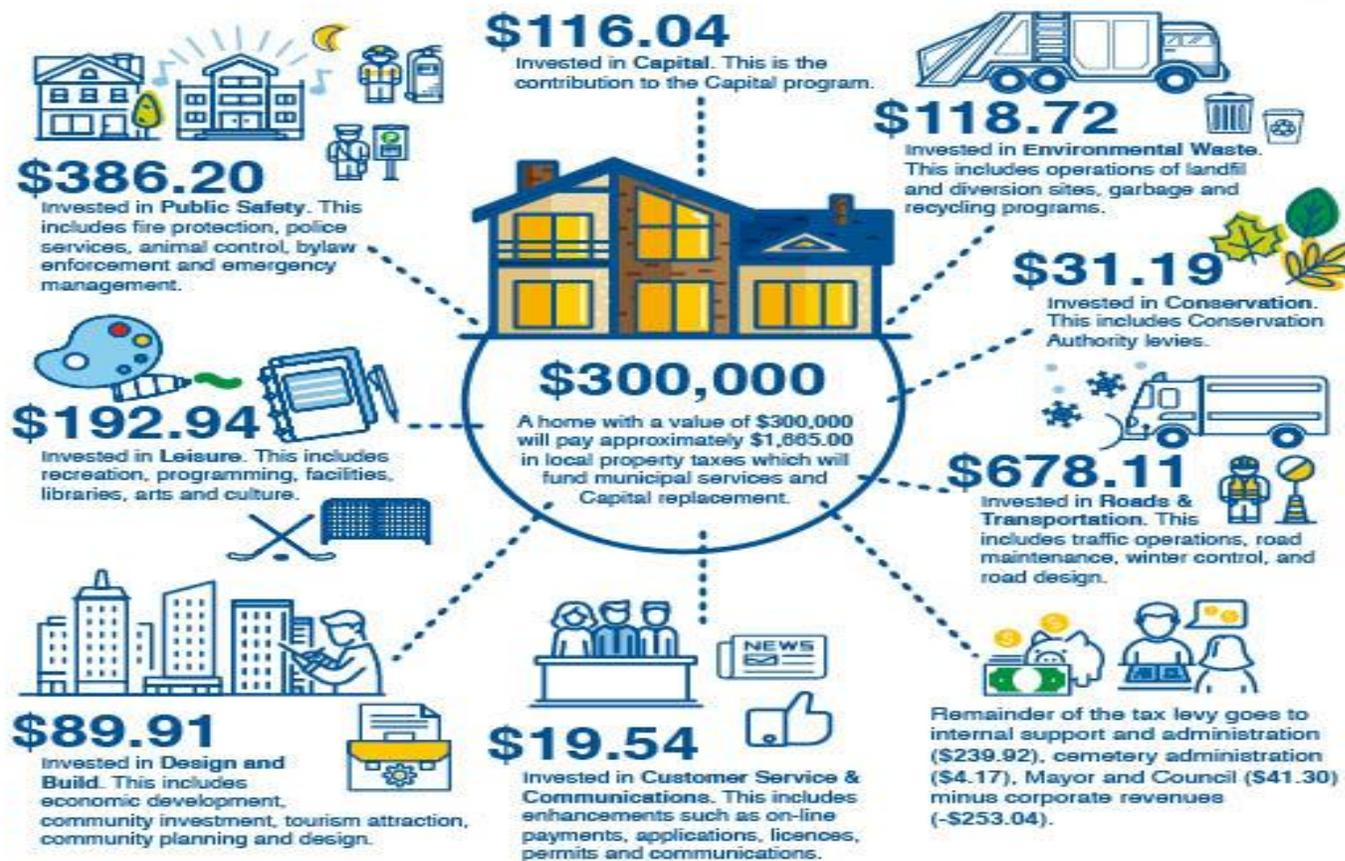 $116.04
Invested in Capital. This is the
contribution to the Capital program.
$118.72
Invested in Environmental Waste.
This includes operations of landfil
and diversion sites, garbage and
recycling programs.
$386.20
Invested in Public Safety. This
includes fire protection, police
services, animal control, bylaw
enforcement and emergency
management.
$31.19
Invested in Conservation.
This includes Conservation
Authority levies.
$300,000
A home with a value of $300,000
will pay approximately $1,665.00
in local property taxes which will
fund municipal services and
Capital replacement.
$192.94
Invested in Leisure. This includes
recreation, programming, facilities,
libraries, arts and culture.
$678.11
Invested in Roads &
Transportation. This
includes traffic operations, road
maintenance, winter control, and
road design.
$89.91
Invested in Design and
Build. This includes
economic development,
community investment, tourism attraction,
community planning and design.
NEWS
$19.54
Invested in Customer Service &
Communications. This includes
enhancements such as on-line
payments, applications, licences,
permits and communications.
Remainder of the tax levy goes to
internal support and administration
($239.92), cemetery administration
($4.17), Mayor and Council ($41.30)
minus corporate revenues
(-$253.04).